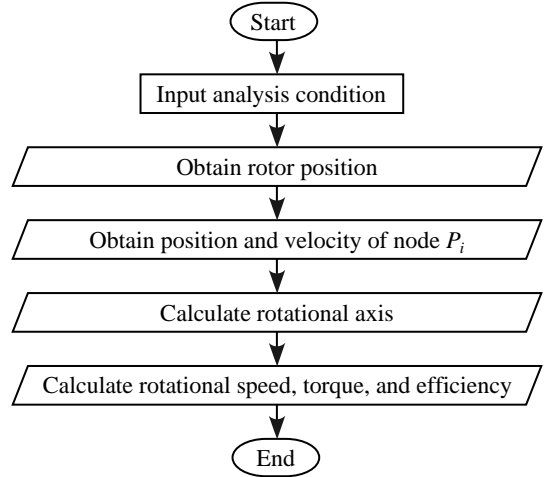 Start
Input analysis condition
Obtain rotor position
Obtain position and velocity of node P_i
Calculate rotational axis
Calculate rotational speed, torque, and efficiency
End